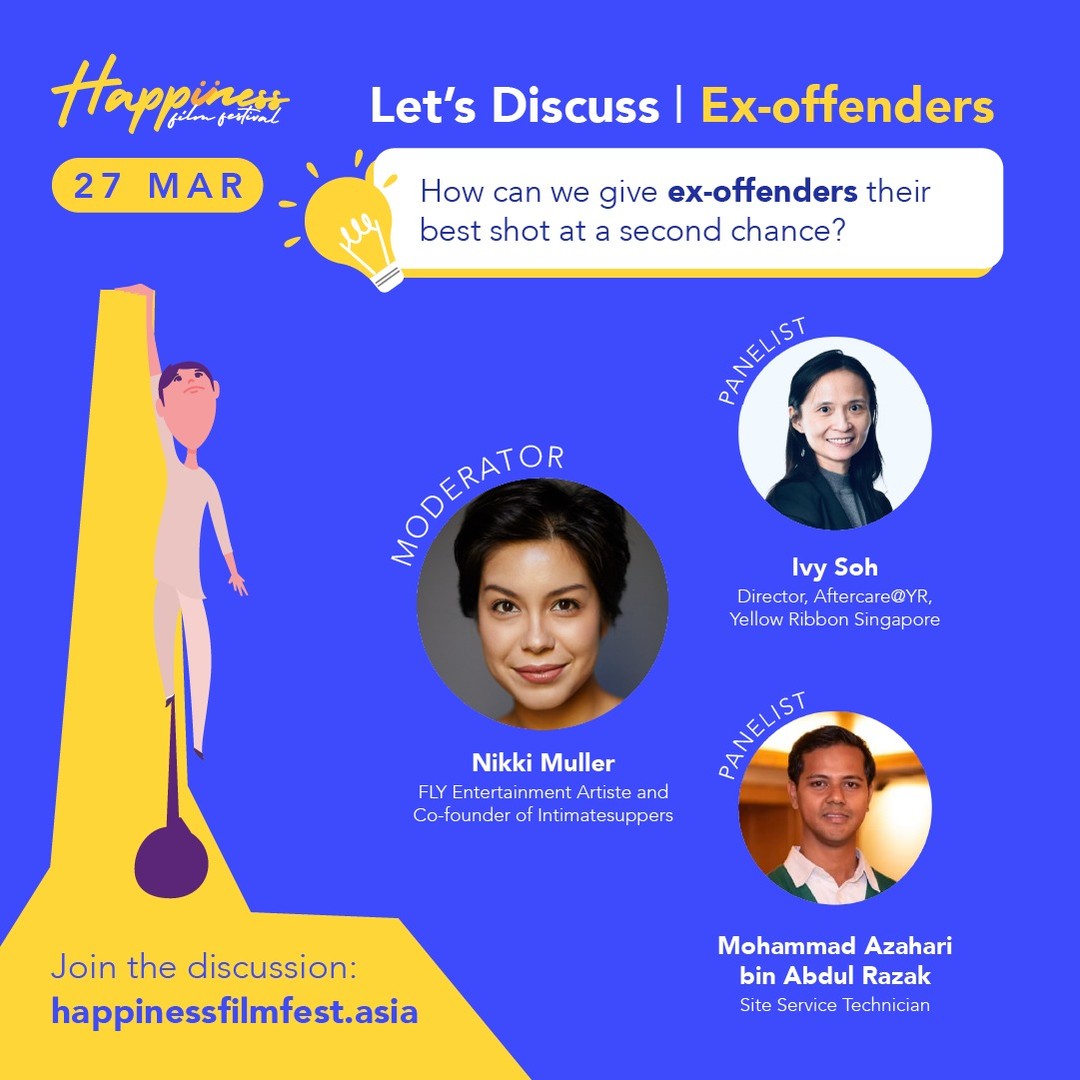 Happiness
film festival
Let's Discuss | Ex-offenders
27 MAR
How can we give ex-offenders their
best shot at a second chance?
MODERATOR
Nikki Muller
FLY Entertainment Artiste and
Co-founder of Intimatesuppers
PANELIST
Ivy Soh
Director, Aftercare@YR,
Yellow Ribbon Singapore
PANELIST
Mohammad Azahari
bin Abdul Razak
Site Service Technician
Join the discussion:
happinessfilmfest.asia